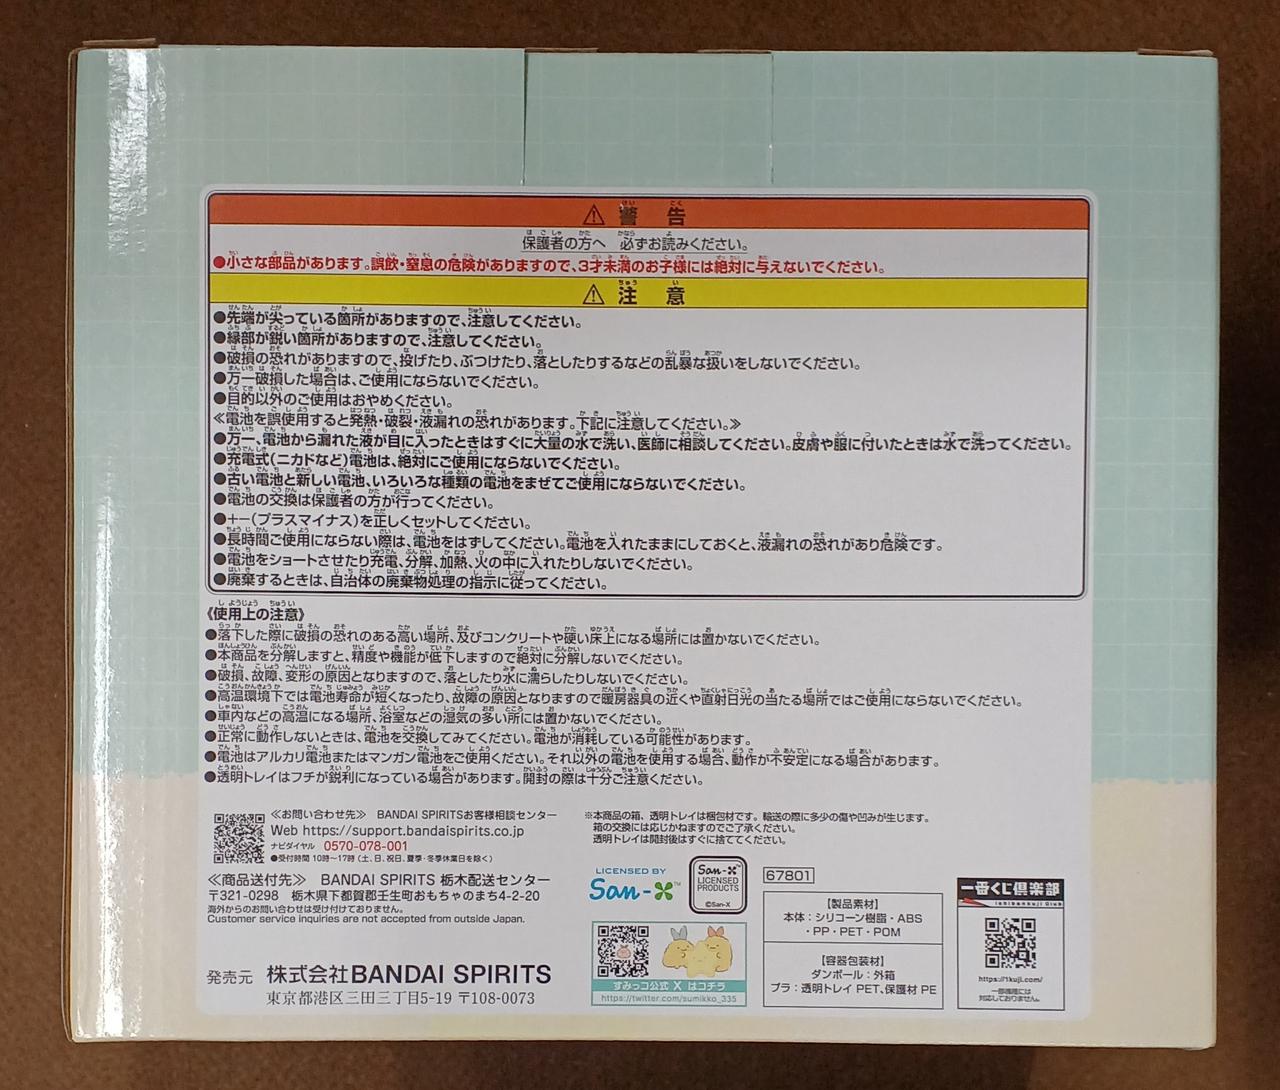 ⚠ 警告
保護者の方へ 必ずお読みください。
●小さな部品があります。誤飲・窒息の危険がありますので、3才未満のお子様には絶対に与えないでください。
⚠ 注意
●先端が尖っている箇所がありますので、注意してください。
●縁部が鋭い箇所がありますので、注意してください。
●破損の恐れがありますので、投げたり、ぶつけたり、落としたりするなどの乱暴な扱いをしないでください。
●万一破損した場合は、ご使用にならないでください。
●目的以外のご使用はおやめください。
≪電池を誤使用すると発熱・破裂・液漏れの恐れがあります。下記に注意してください。≫
●万一、電池から漏れた液が目に入ったときはすぐに大量の水で洗い、医師に相談してください。皮膚や服に付いたときは水で洗ってください。
●充電式(ニカドなど)電池は、絶対にご使用にならないでください。
●古い電池と新しい電池、いろいろな種類の電池をまぜてご使用にならないでください。
●電池の交換は保護者の方が行ってください。
●+-(プラスマイナス)を正しくセットしてください。
●長時間ご使用にならない際は、電池をはずしてください。電池を入れたままにしておくと、液漏れの恐れがあり危険です。
●電池をショートさせたり充電、分解、加熱、火の中に入れたりしないでください。
●廃棄するときは、自治体の廃棄物処理の指示に従ってください。
《使用上の注意》
●落下した際に破損の恐れのある高い場所、及びコンクリートや硬い床上になる場所には置かないでください。
●本商品を分解しますと、精度や機能が低下しますので絶対に分解しないでください。
●破損、故障、変形の原因となりますので、落としたり水に濡らしたりしないでください。
●高温環境下では電池寿命が短くなったり、故障の原因となりますので暖房器具の近くや直射日光の当たる場所ではご使用にならないでください。
●車内などの高温になる場所、浴室などの湿気の多い所には置かないでください。
●正常に動作しないときは、電池を交換してみてください。電池が消耗している可能性があります。
●電池はアルカリ電池またはマンガン電池をご使用ください。それ以外の電池を使用する場合、動作が不安定になる場合があります。
●透明トレイはフチが鋭利になっている場合があります。開封の際は十分ご注意ください。
≪お問い合わせ先≫ BANDAI SPIRITSお客様相談センター
Web https://support.bandaispirits.co.jp
ナビダイヤル 0570-078-001
●受付時間 10時~17時(土、日、祝日、夏季・冬季休業日を除く)
≪商品送付先≫ BANDAI SPIRITS 栃木配送センター
〒321-0298 栃木県下都賀郡壬生町おもちゃのまち4-2-20
海外からのお問い合わせは受け付けておりません。
Customer service inquiries are not accepted from outside Japan.
発売元 株式会社BANDAI SPIRITS
東京都港区三田三丁目5-19 〒108-0073
※本商品の箱、透明トレイは梱包材です。輸送の際に多少の傷や凹みが生じます。
箱の交換には応じかねますのでご了承ください。
透明トレイは開封後はすぐに捨ててください。
LICENSED BY
San-X™
San-X
LICENSED
PRODUCTS
©San-X
すみっコ公式 X はコチラ
https://twitter.com/sumikko_335
67801
【製品素材】
本体:シリコーン樹脂・ABS
・PP・PET・POM
【容器包装材】
ダンボール:外箱
プラ:透明トレイ PET、保護材 PE
一番くじ倶楽部
Ichibankuji Club
https://1kuji.com/
一部機種には
対応しておりません。